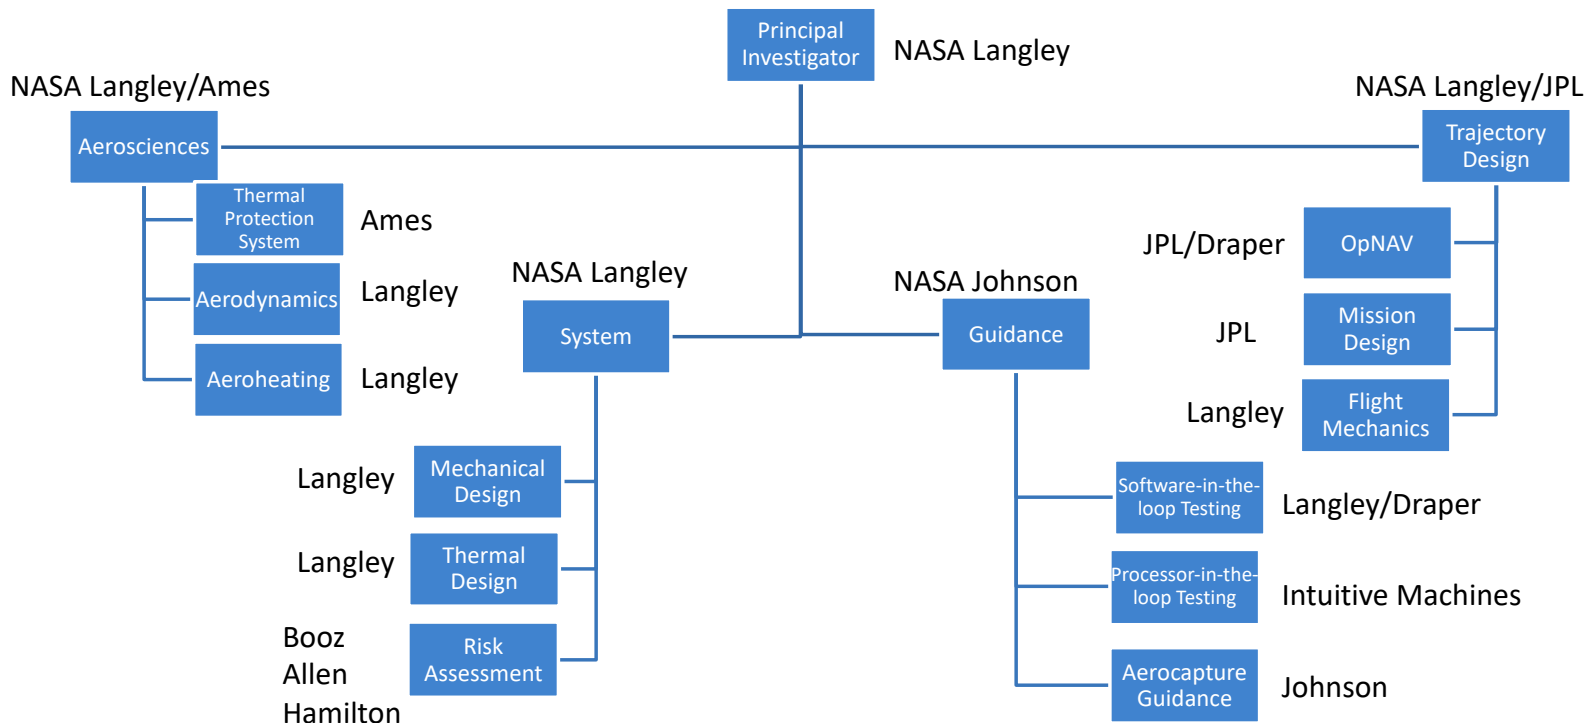 Principal
Investigator
NASA Langley
NASA Langley/Ames
Aerosciences
Thermal
Protection
System
Ames
Aerodynamics
Langley
Aeroheating
Langley
NASA Langley
System
Langley
Mechanical
Design
Langley
Thermal
Design
Booz
Allen
Hamilton
Risk
Assessment
NASA Johnson
Guidance
Software-in-the-
loop Testing
Langley/Draper
Processor-in-the-
loop Testing
Intuitive Machines
Aerocapture
Guidance
Johnson
NASA Langley/JPL
Trajectory
Design
JPL/Draper
OpNAV
JPL
Mission
Design
Langley
Flight
Mechanics